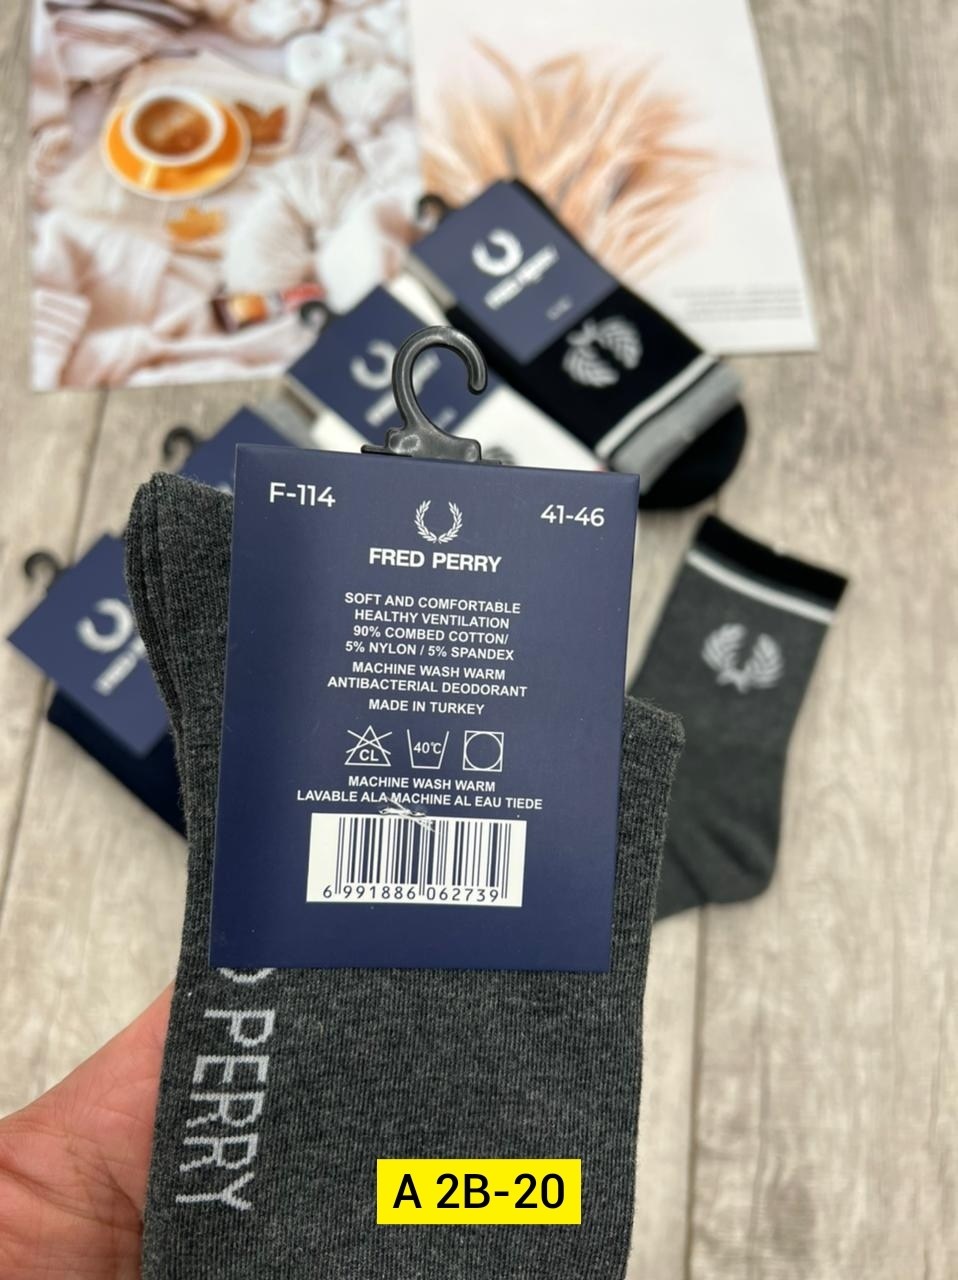 F-114
41-46
FRED PERRY
SOFT AND COMFORTABLE
HEALTHY VENTILATION
90% COMBED COTTON/
5% NYLON / 5% SPANDEX
MACHINE WASH WARM
ANTIBACTERIAL DEODORANT
MADE IN TURKEY
CL
40°C
MACHINE WASH WARM
LAVABLE ALA MACHINE AL EAU TIEDE
6 991886 062739
PERRY
A 2B-20